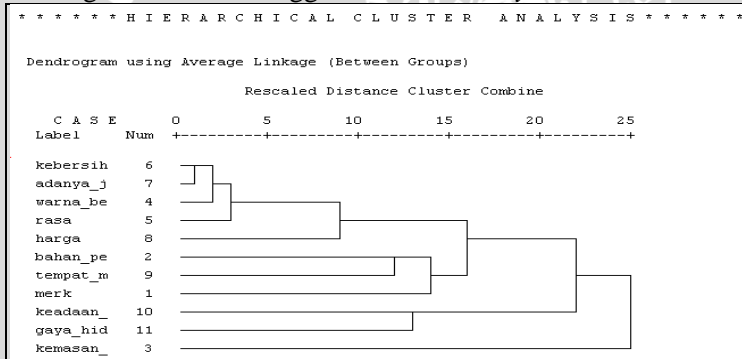 * * * * * * H I E R A R C H I C A L   C L U S T E R   A N A L Y S I S * * * * * *
Dendrogram using Average Linkage (Between Groups)
Rescaled Distance Cluster Combine
C A S E 0 5 10 15 20 25
Label Num +---------+---------+---------+---------+---------+
kebersih 6
adanya_j 7
warna_be 4
rasa 5
harga 8
bahan_pe 2
tempat_m 9
merk 1
keadaan_ 10
gaya_hid 11
kemasan_ 3